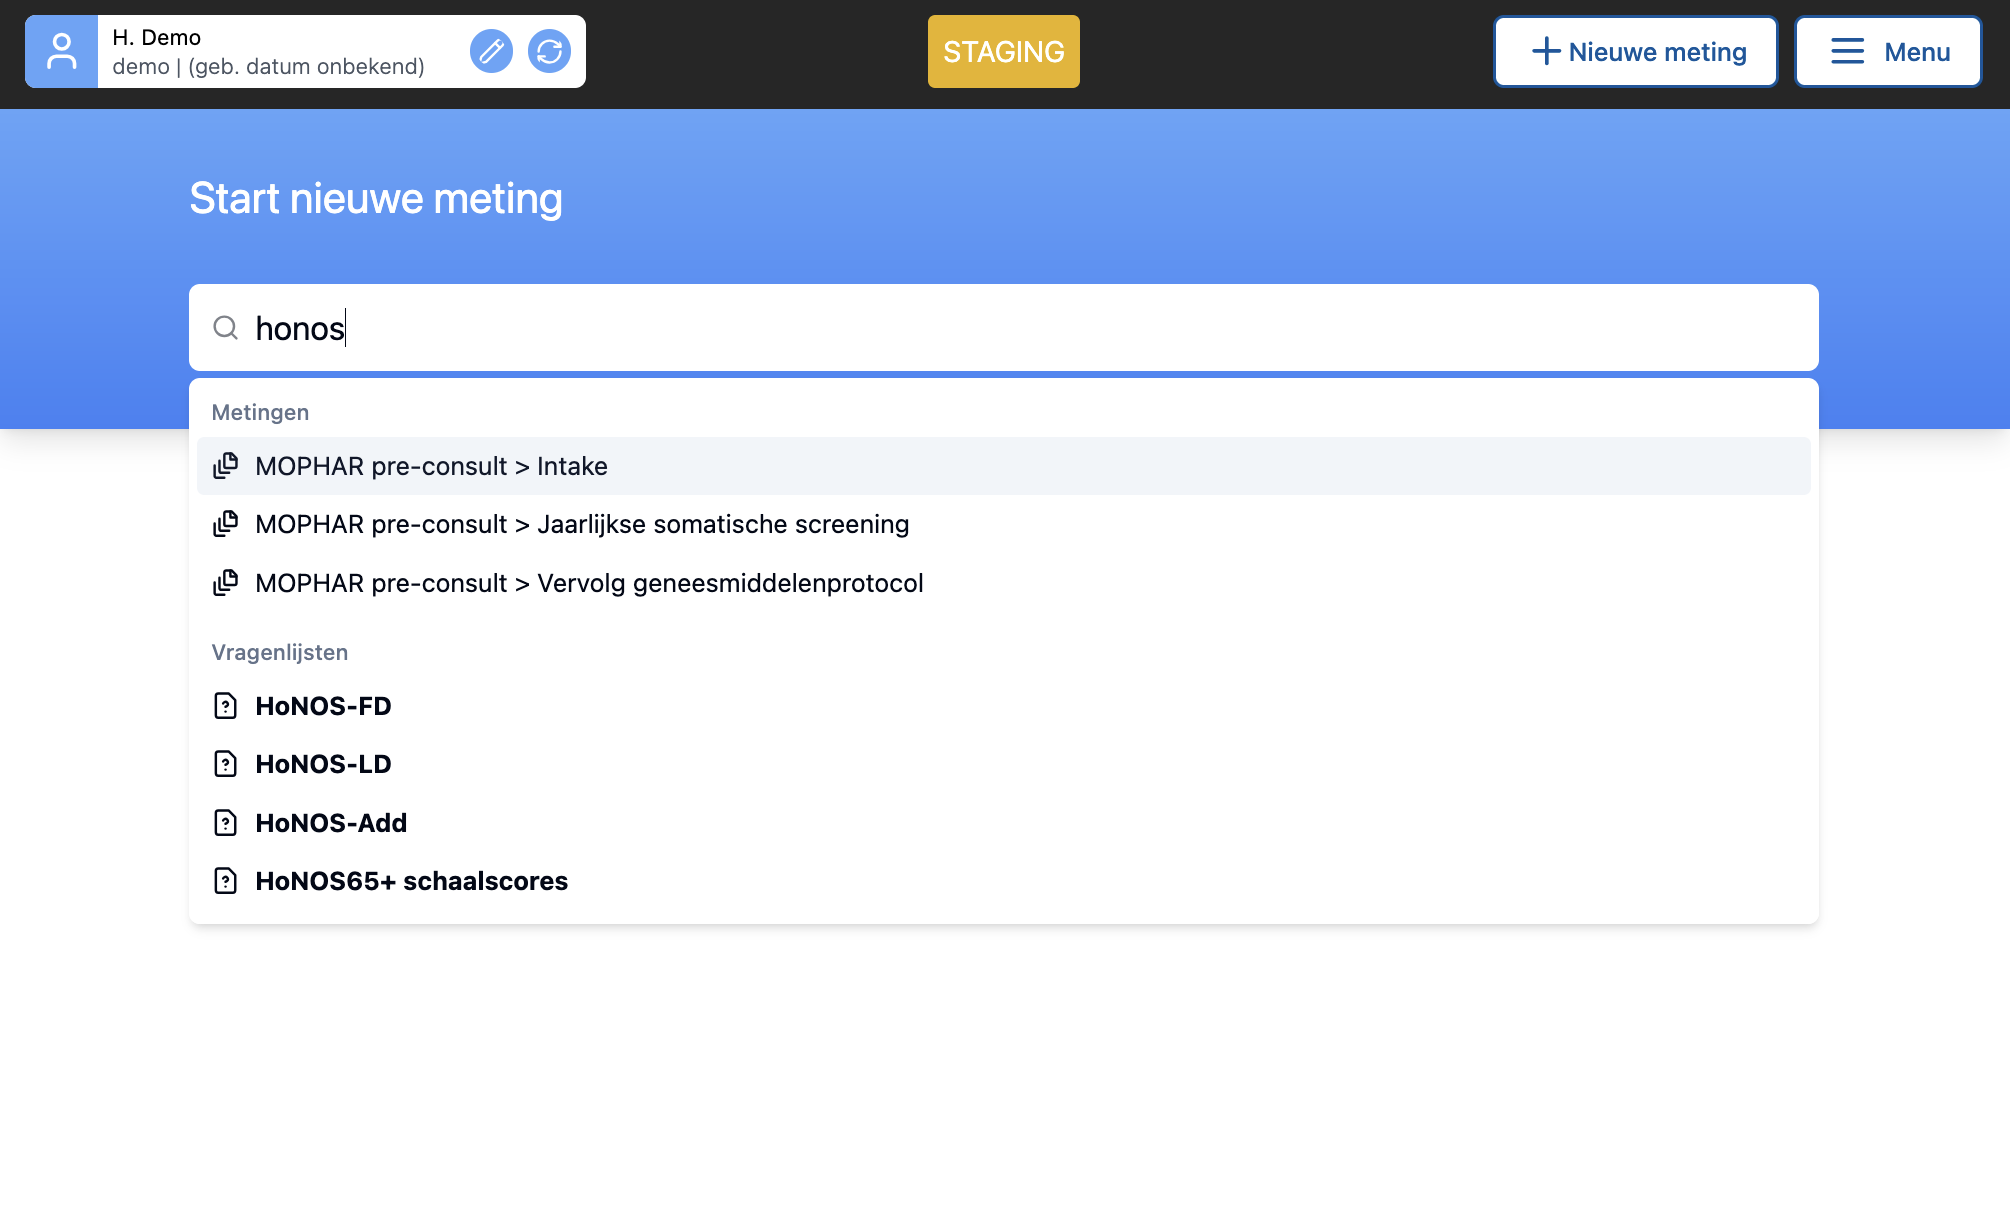 H. Demo
demo | (geb. datum onbekend)
STAGING
Nieuwe meting
Menu
Start nieuwe meting
honos
Metingen
MOPHAR pre-consult > Intake
MOPHAR pre-consult > Jaarlijkse somatische screening
MOPHAR pre-consult > Vervolg geneesmiddelenprotocol
Vragenlijsten
HoNOS-FD
HoNOS-LD
HoNOS-Add
HoNOS65+ schaalscores